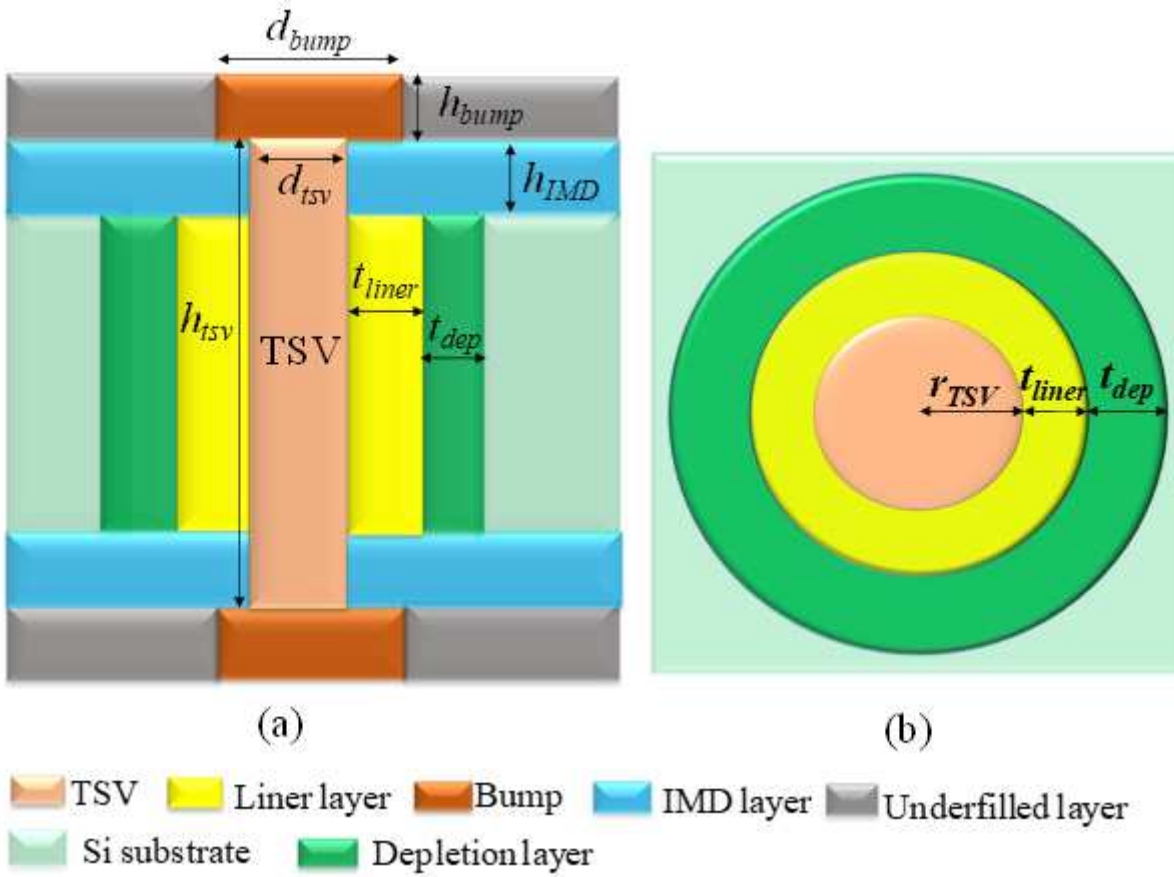 d_bump
h_bump
d_tsv
h_IMD
t_liner
h_tsv
t_dep
TSV
r_TSV t_liner t_dep
(a)
(b)
TSV Liner layer Bump IMD layer Underfilled layer
Si substrate Depletion layer